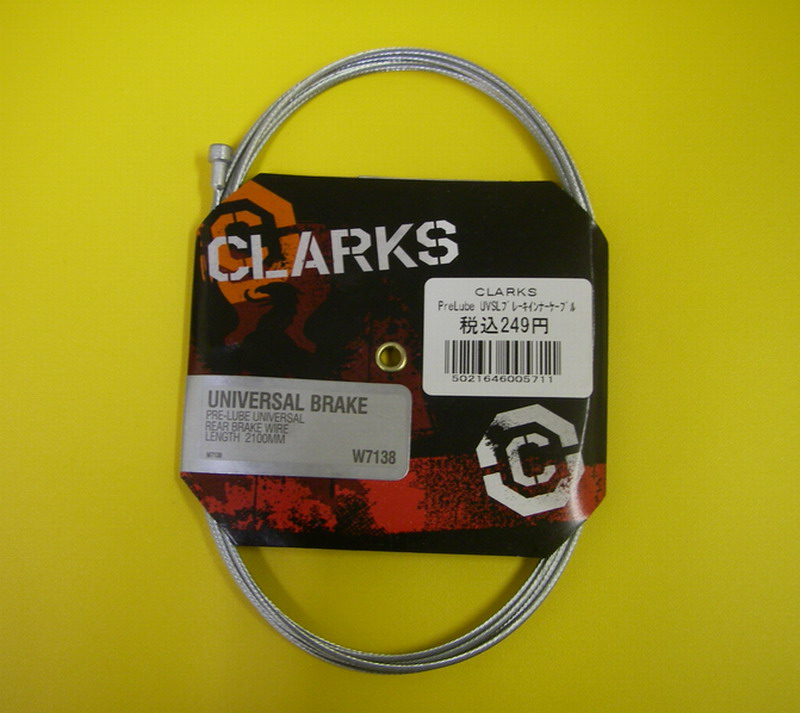 CLARKS
CLARKS
PreLube UVSLブレーキインナーケーブル
税込249円
5021646005711
UNIVERSAL BRAKE
PRE-LUBE UNIVERSAL
REAR BRAKE WIRE
LENGTH 2100MM
W7138 W7138
C